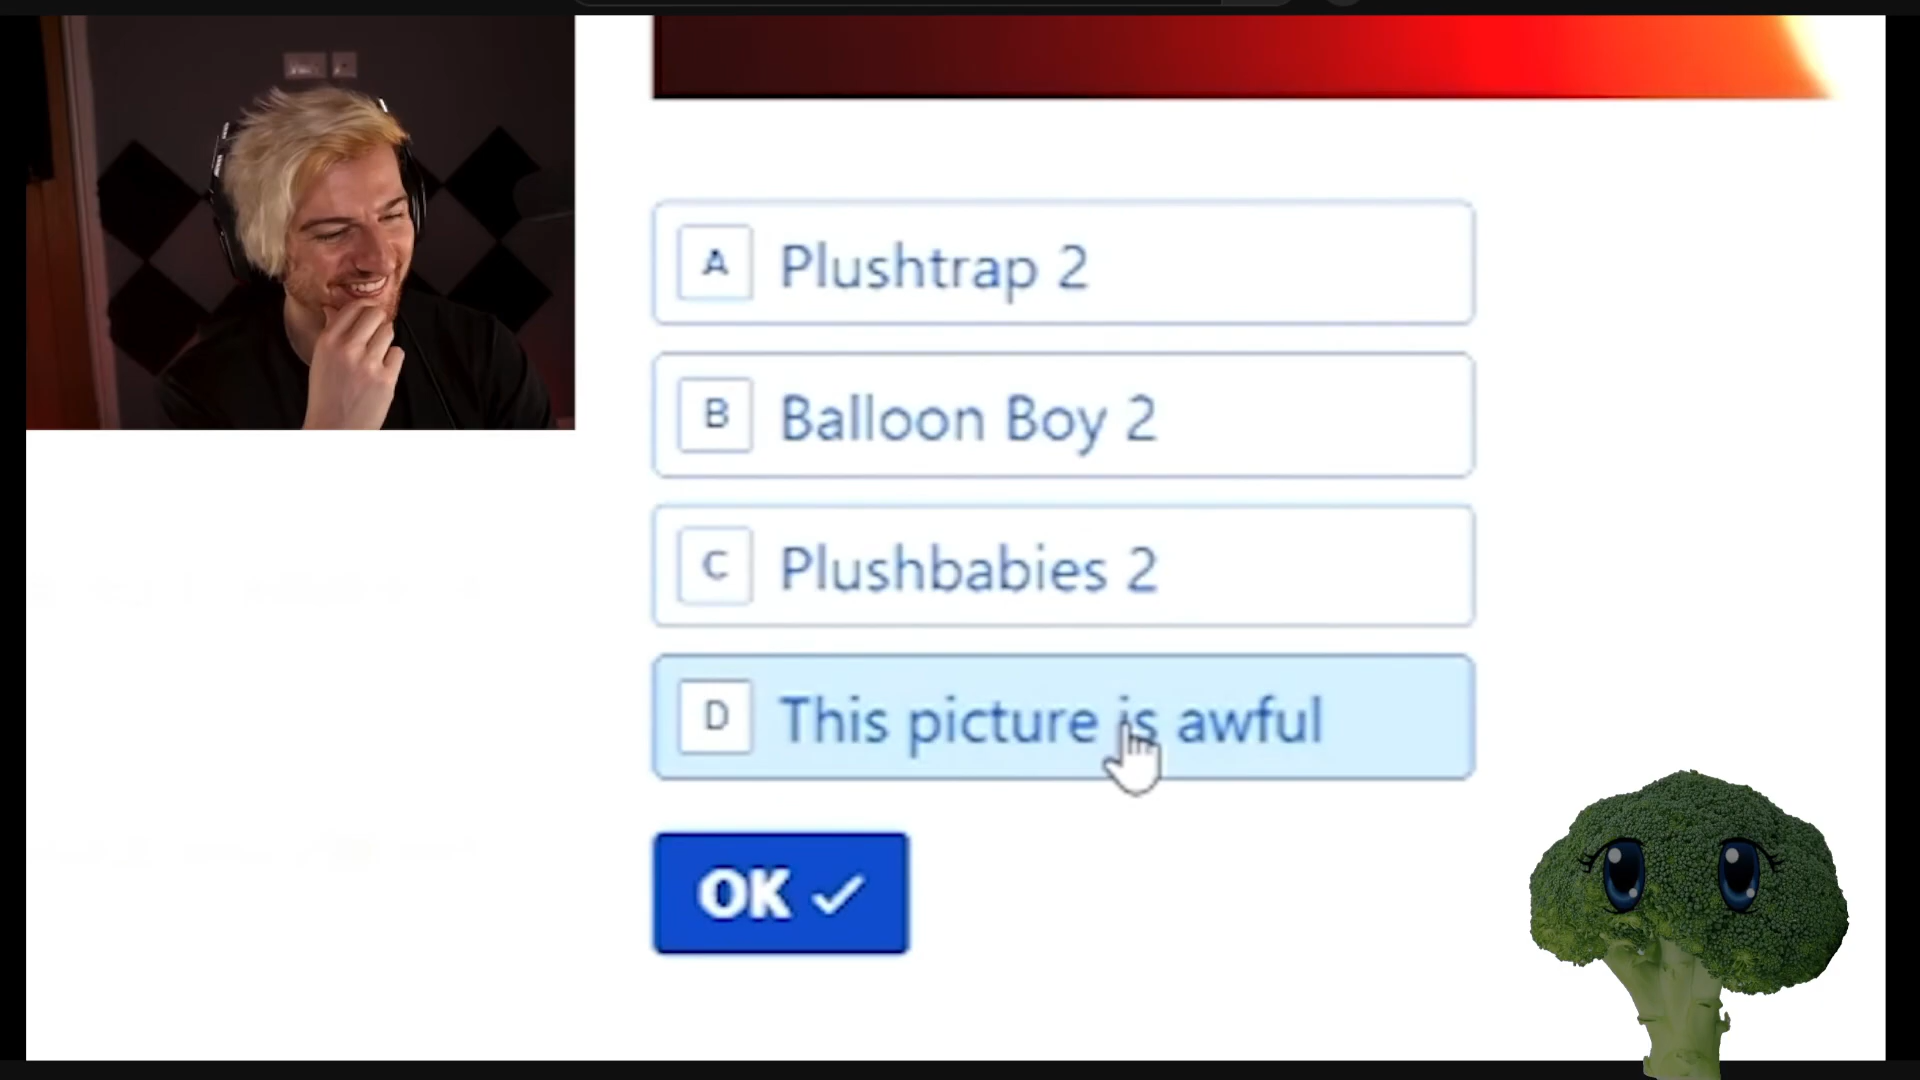 A Plushtrap 2
B Balloon Boy 2
C Plushbabies 2
D This picture is awful
OK